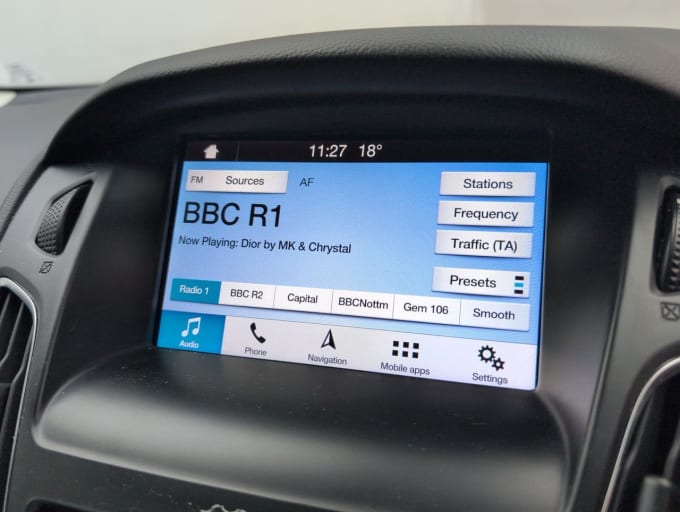 11:27 18°
FM Sources AF
Stations
BBC R1
Frequency
Now Playing: Dior by MK & Chrystal
Traffic (TA)
Presets
Radio 1 BBC R2 Capital BBCNottm Gem 106 Smooth
Audio Phone Navigation Mobile apps Settings